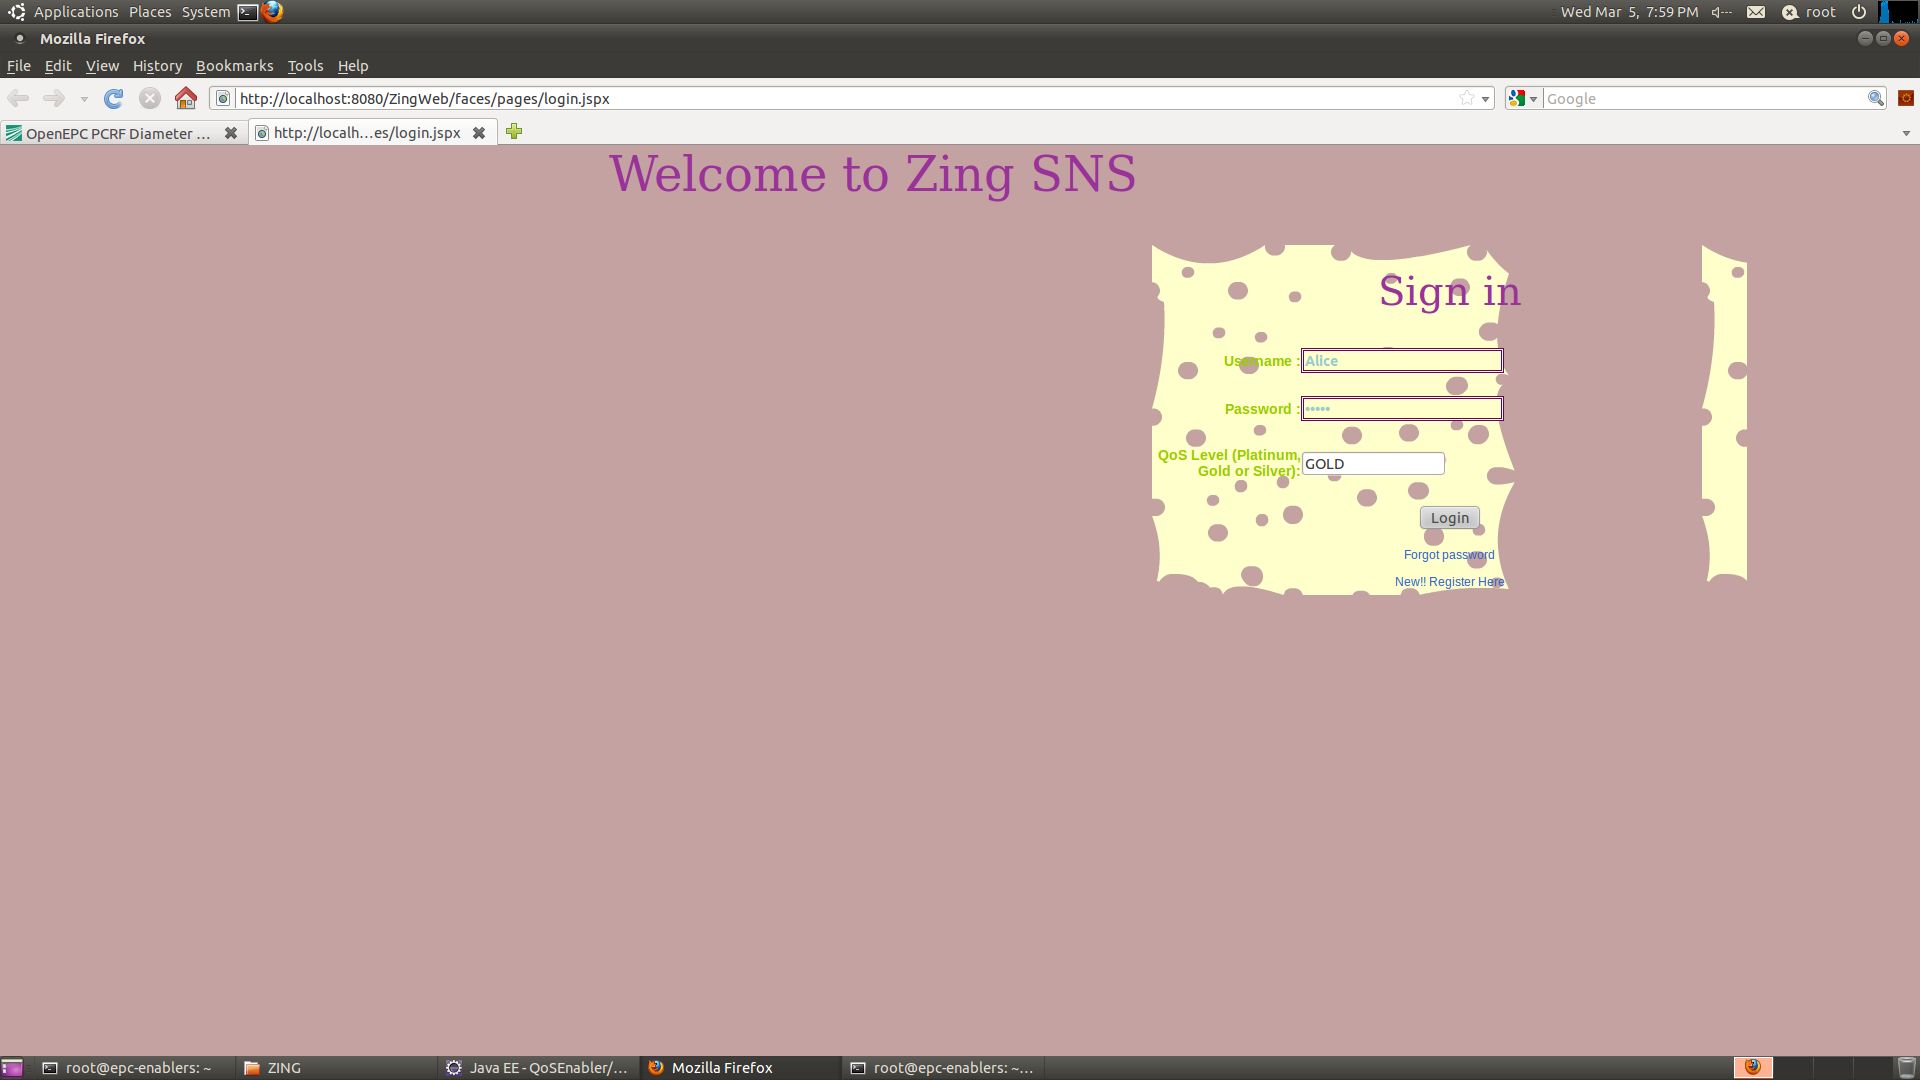 Applications Places System
Wed Mar 5, 7:59 PM
root
Mozilla Firefox
File Edit View History Bookmarks Tools Help
http://localhost:8080/ZingWeb/faces/pages/login.jspx
Google
OpenEPC PCRF Diameter ...
http://localh...es/login.jspx
Welcome to Zing SNS
Sign in
Username :
Alice
Password :
•••••
QoS Level (Platinum,
Gold or Silver):
GOLD
Login
Forgot password
New!! Register Here
root@epc-enablers: ~
ZING
Java EE - QoSEnabler/...
Mozilla Firefox
root@epc-enablers: ~...